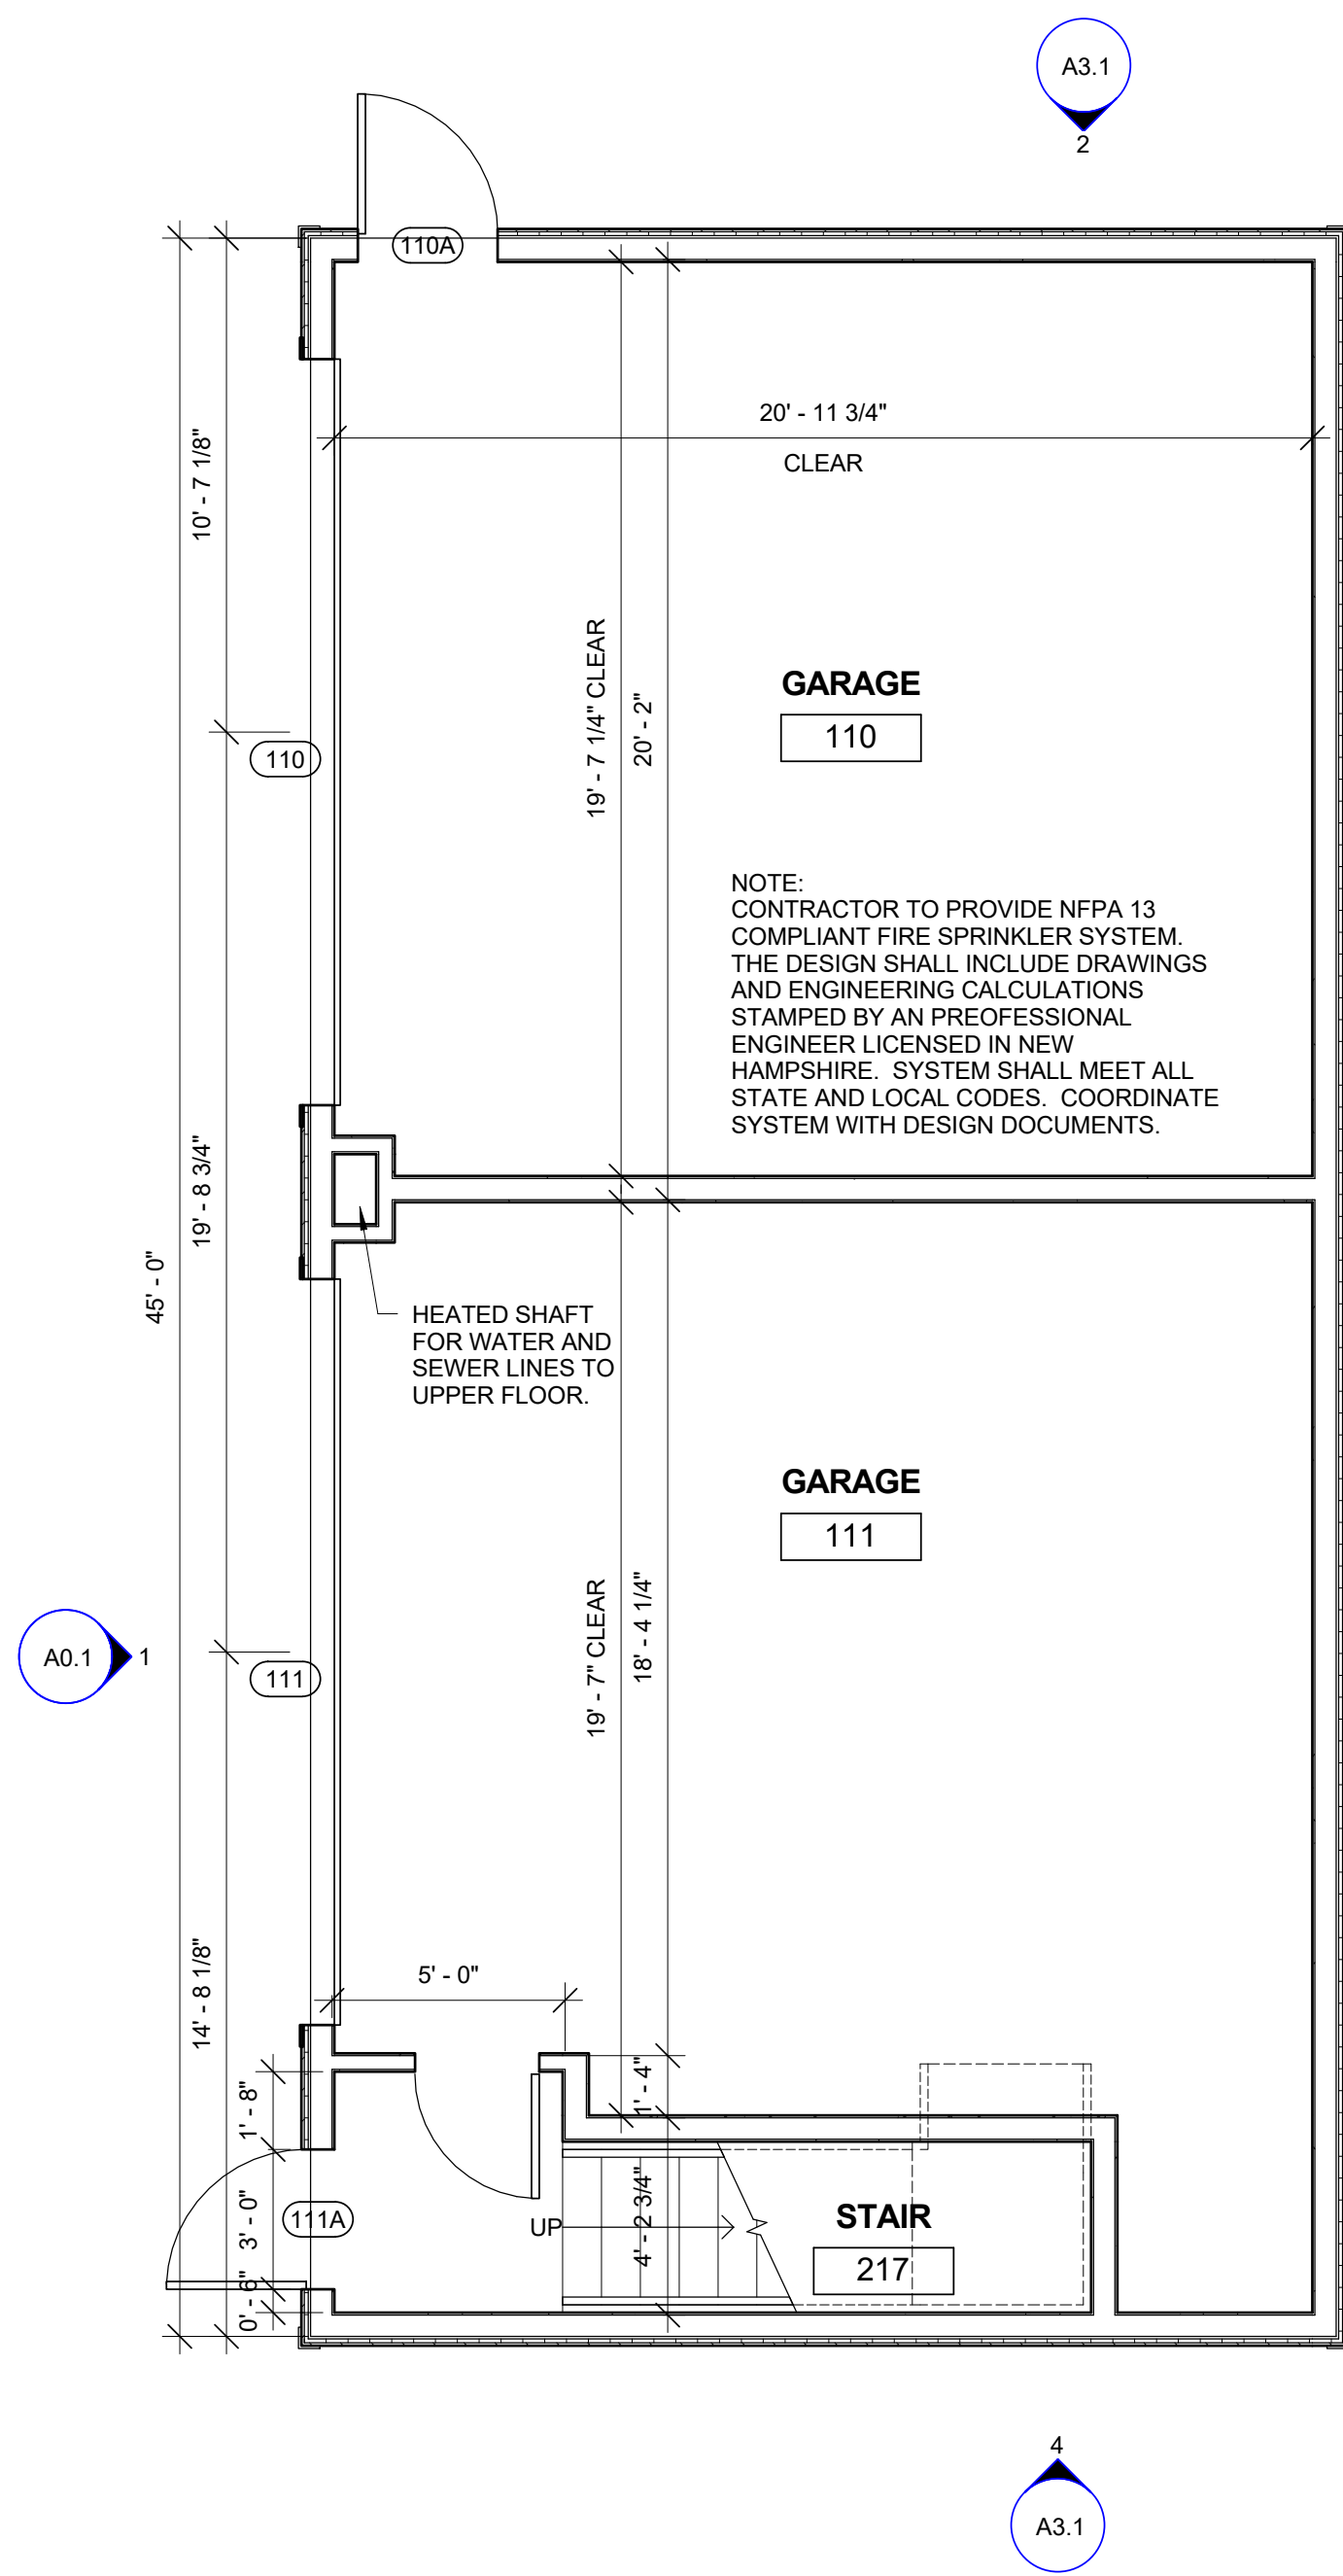 A3.1
2
110A
20' - 11 3/4"
CLEAR
10' - 7 1/8"
19' - 7 1/4" CLEAR
20' - 2"
GARAGE
110
110
NOTE:
CONTRACTOR TO PROVIDE NFPA 13
COMPLIANT FIRE SPRINKLER SYSTEM.
THE DESIGN SHALL INCLUDE DRAWINGS
AND ENGINEERING CALCULATIONS
STAMPED BY AN PREOFESSIONAL
ENGINEER LICENSED IN NEW
HAMPSHIRE.  SYSTEM SHALL MEET ALL
STATE AND LOCAL CODES.  COORDINATE
SYSTEM WITH DESIGN DOCUMENTS.
19' - 8 3/4"
45' - 0"
HEATED SHAFT
FOR WATER AND
SEWER LINES TO
UPPER FLOOR.
GARAGE
111
19' - 7" CLEAR
18' - 4 1/4"
A0.1
1
111
14' - 8 1/8"
5' - 0"
1' - 8"
1' - 4"
3' - 0"
111A
0' - 6"
UP
4' - 2 3/4"
STAIR
217
4
A3.1